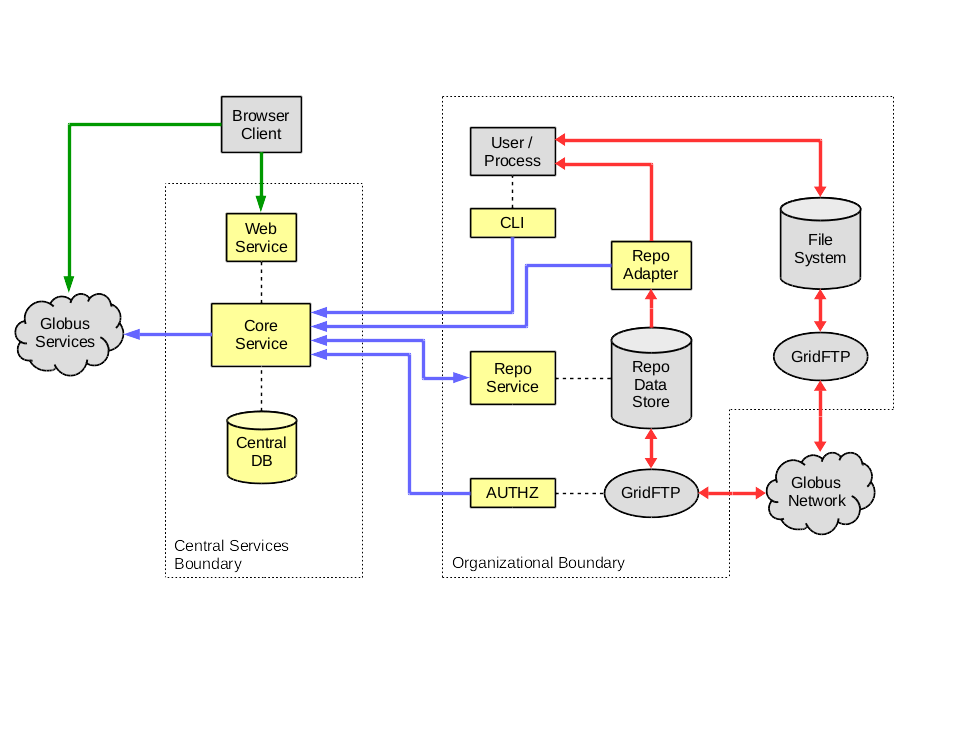 Browser
Client
User /
Process
CLI
Web
Service
File
System
Repo
Adapter
Globus
Services
Core
Service
GridFTP
Repo
Service
Repo
Data
Store
Central
DB
AUTHZ
GridFTP
Globus
Network
Central Services
Boundary
Organizational Boundary